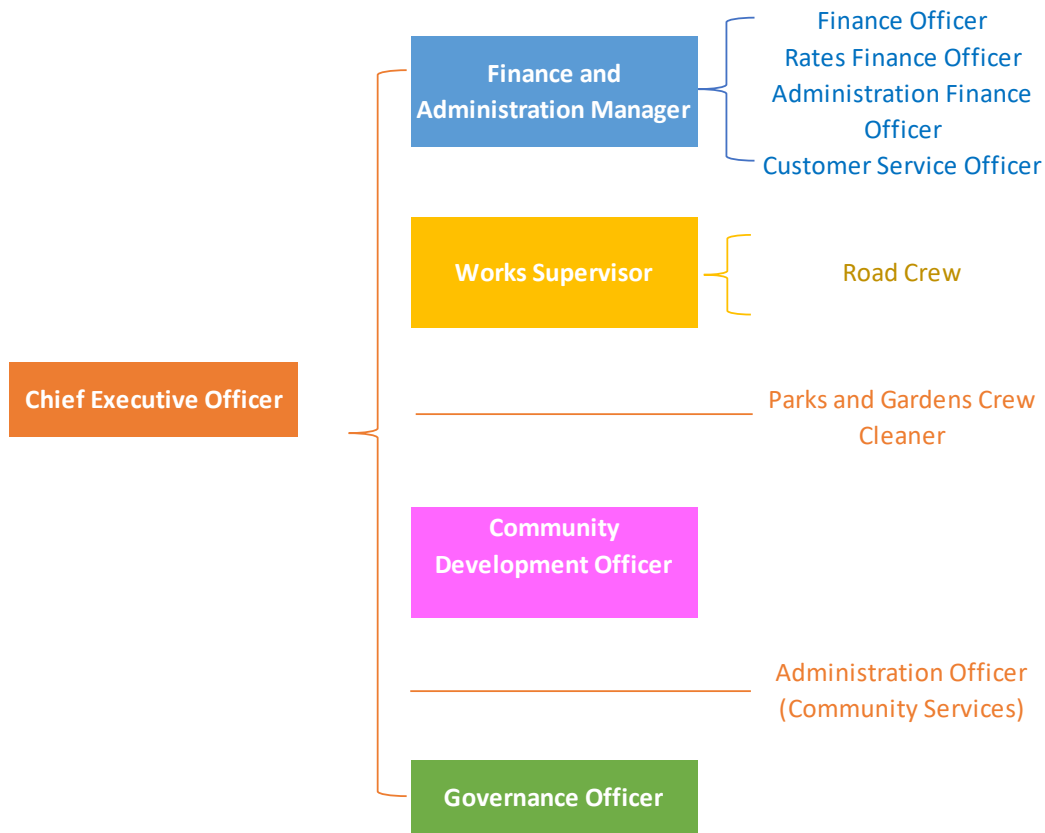 Finance Officer
Rates Finance Officer
Administration Finance
Officer
Customer Service Officer
Finance and
Administration Manager
Works Supervisor
Road Crew
Chief Executive Officer
Parks and Gardens Crew
Cleaner
Community
Development Officer
Administration Officer
(Community Services)
Governance Officer